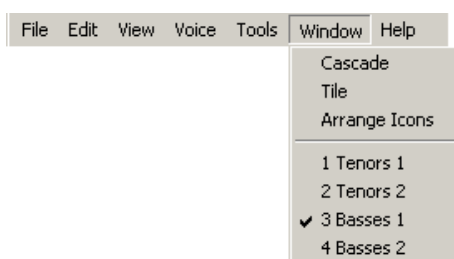 File Edit View Voice Tools Window Help
Cascade
Tile
Arrange Icons
1 Tenors 1
2 Tenors 2
3 Basses 1
4 Basses 2